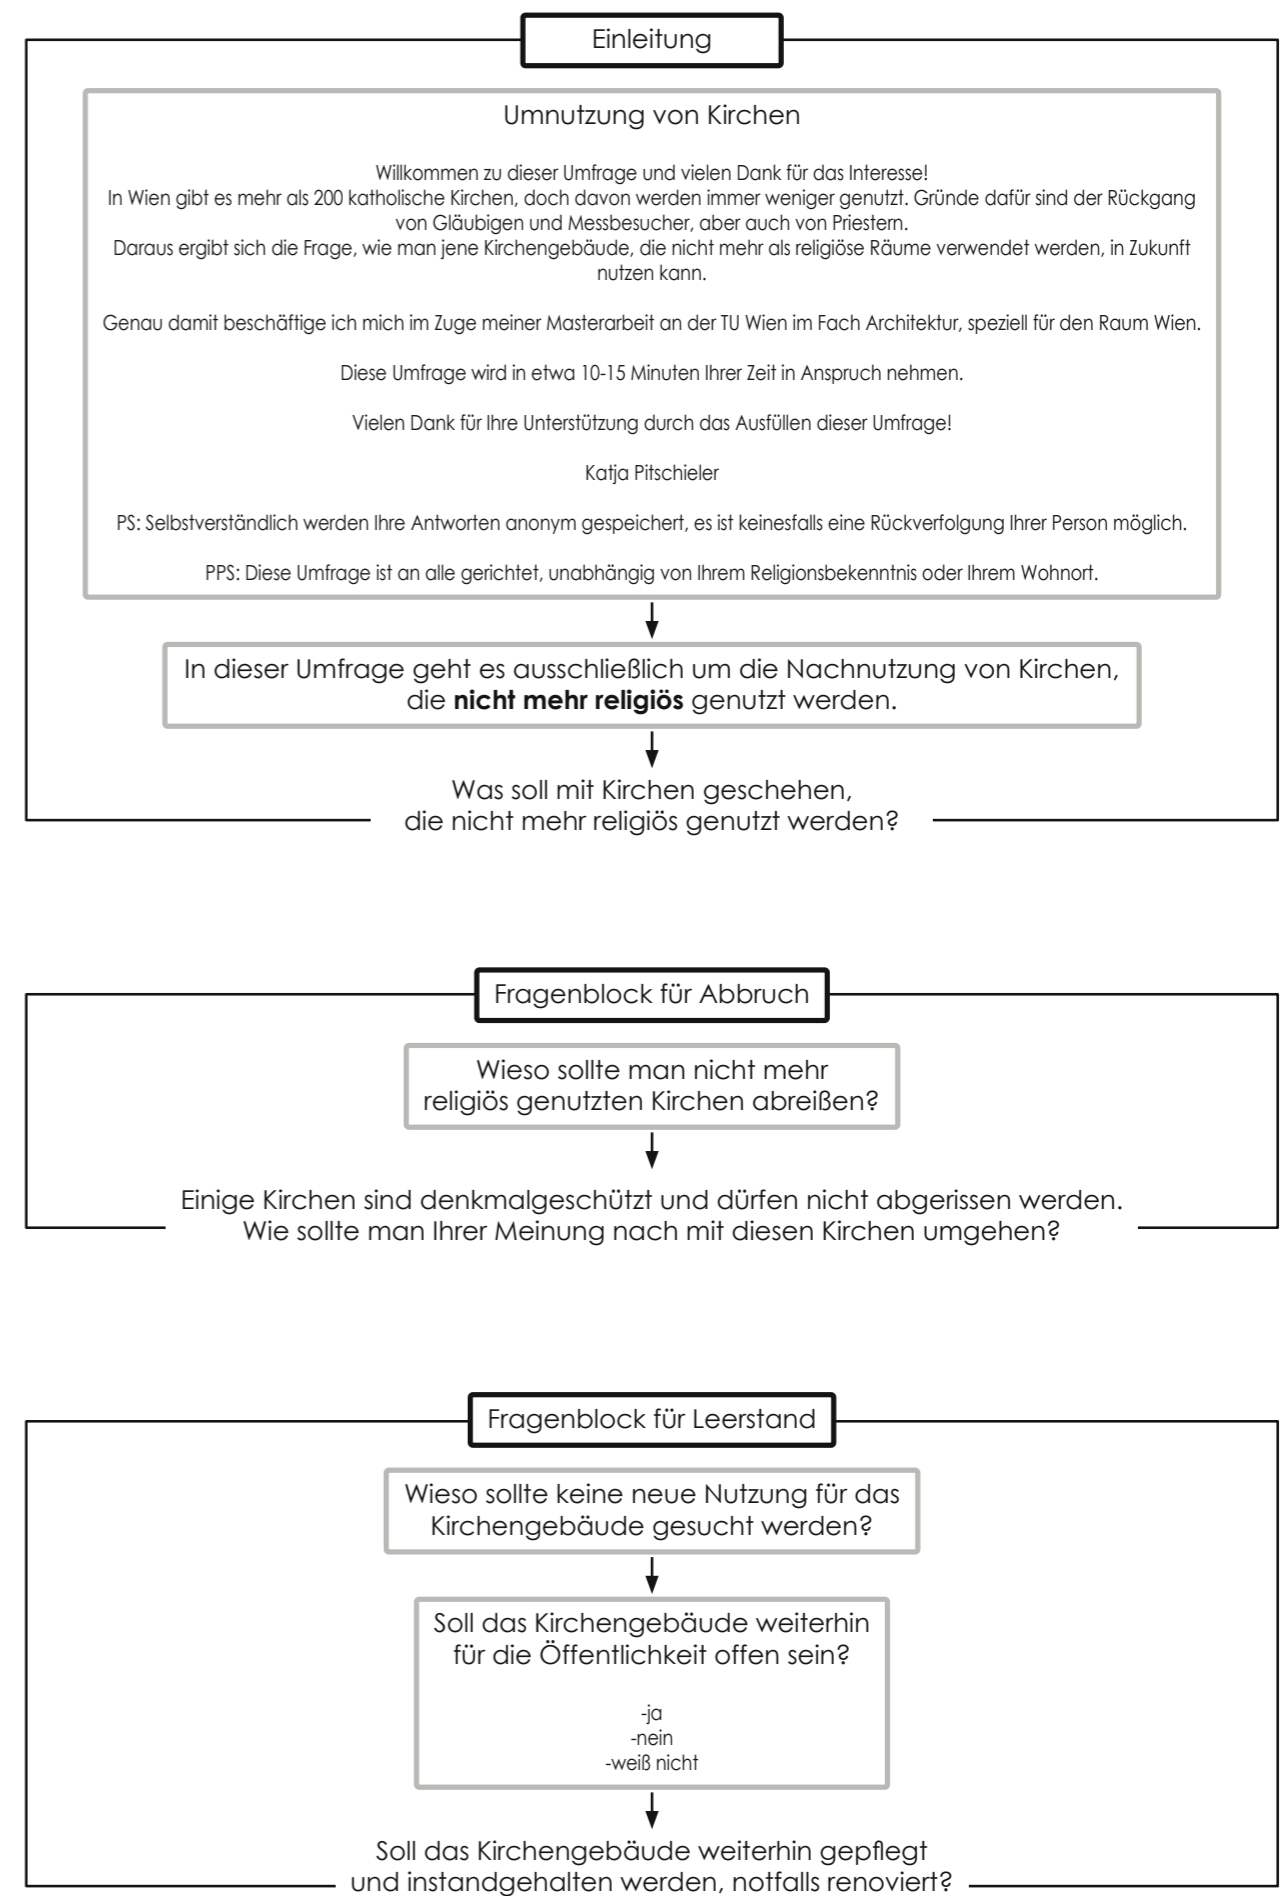 Einleitung
Umnutzung von Kirchen
Willkommen zu dieser Umfrage und vielen Dank für das Interesse!
In Wien gibt es mehr als 200 katholische Kirchen, doch davon werden immer weniger genutzt. Gründe dafür sind der Rückgang
von Gläubigen und Messbesucher, aber auch von Priestern.
Daraus ergibt sich die Frage, wie man jene Kirchengebäude, die nicht mehr als religiöse Räume verwendet werden, in Zukunft
nutzen kann.
Genau damit beschäftige ich mich im Zuge meiner Masterarbeit an der TU Wien im Fach Architektur, speziell für den Raum Wien.
Diese Umfrage wird in etwa 10-15 Minuten Ihrer Zeit in Anspruch nehmen.
Vielen Dank für Ihre Unterstützung durch das Ausfüllen dieser Umfrage!
Katja Pitschieler
PS: Selbstverständlich werden Ihre Antworten anonym gespeichert, es ist keinesfalls eine Rückverfolgung Ihrer Person möglich.
PPS: Diese Umfrage ist an alle gerichtet, unabhängig von Ihrem Religionsbekenntnis oder Ihrem Wohnort.
In dieser Umfrage geht es ausschließlich um die Nachnutzung von Kirchen,
die nicht mehr religiös genutzt werden.
Was soll mit Kirchen geschehen,
die nicht mehr religiös genutzt werden?
Fragenblock für Abbruch
Wieso sollte man nicht mehr
religiös genutzten Kirchen abreißen?
Einige Kirchen sind denkmalgeschützt und dürfen nicht abgerissen werden.
Wie sollte man Ihrer Meinung nach mit diesen Kirchen umgehen?
Fragenblock für Leerstand
Wieso sollte keine neue Nutzung für das
Kirchengebäude gesucht werden?
Soll das Kirchengebäude weiterhin
für die Öffentlichkeit offen sein?
-ja
-nein
-weiß nicht
Soll das Kirchengebäude weiterhin gepflegt
und instandgehalten werden, notfalls renoviert?